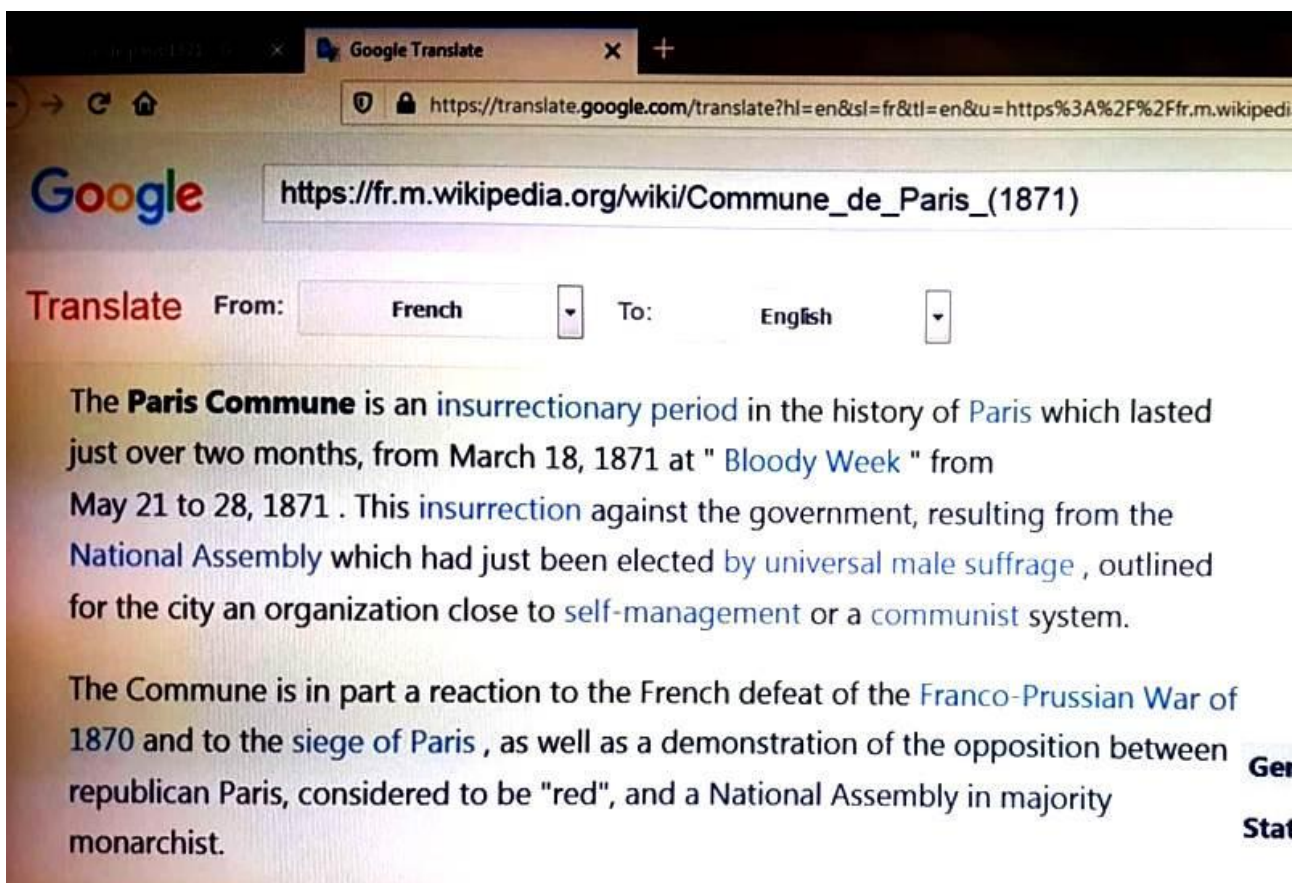 Google Translate
https://translate.google.com/translate?hl=en&sl=fr&tl=en&u=https%3A%2F%2Ffr.m.wikipedi
Google
https://fr.m.wikipedia.org/wiki/Commune_de_Paris_(1871)
Translate From: French To: English
The Paris Commune is an insurrectionary period in the history of Paris which lasted
just over two months, from March 18, 1871 at " Bloody Week " from
May 21 to 28, 1871 . This insurrection against the government, resulting from the
National Assembly which had just been elected by universal male suffrage , outlined
for the city an organization close to self-management or a communist system.
The Commune is in part a reaction to the French defeat of the Franco-Prussian War of
1870 and to the siege of Paris , as well as a demonstration of the opposition between
republican Paris, considered to be "red", and a National Assembly in majority
monarchist.
Ger
Stat